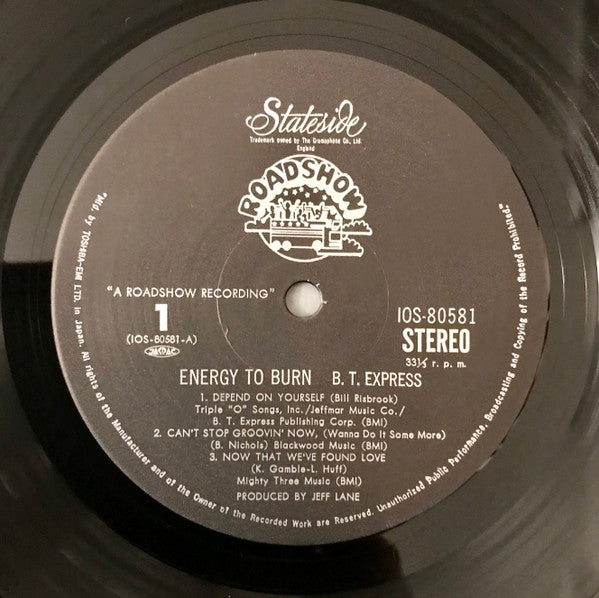 Stateside
Trademark owned by The Gramophone Co., Ltd.
England
ROADSHOW
"A ROADSHOW RECORDING"
1
(IOS-80581-A)
JASRAC
IOS-80581
STEREO
33⅓ r. p. m.
ENERGY TO BURN B. T. EXPRESS
1. DEPEND ON YOURSELF (Bill Risbrook)
Triple "O" Songs, Inc./Jeffmar Music Co./
B. T. Express Publishing Corp. (BMI)
2. CAN'T STOP GROOVIN' NOW, (Wanna Do It Some More)
(B. Nichols) Blackwood Music (BMI)
3. NOW THAT WE'VE FOUND LOVE
(K. Gamble-L. Huff)
Mighty Three Music (BMI)
PRODUCED BY JEFF LANE
"Mfd. by TOSHIBA-EMI LTD. in Japan. All rights of the Manufacturer and of the Owner of the Recorded Work are Reserved. Unauthorized Public Performance, Broadcasting and Copying of the Record Prohibited."